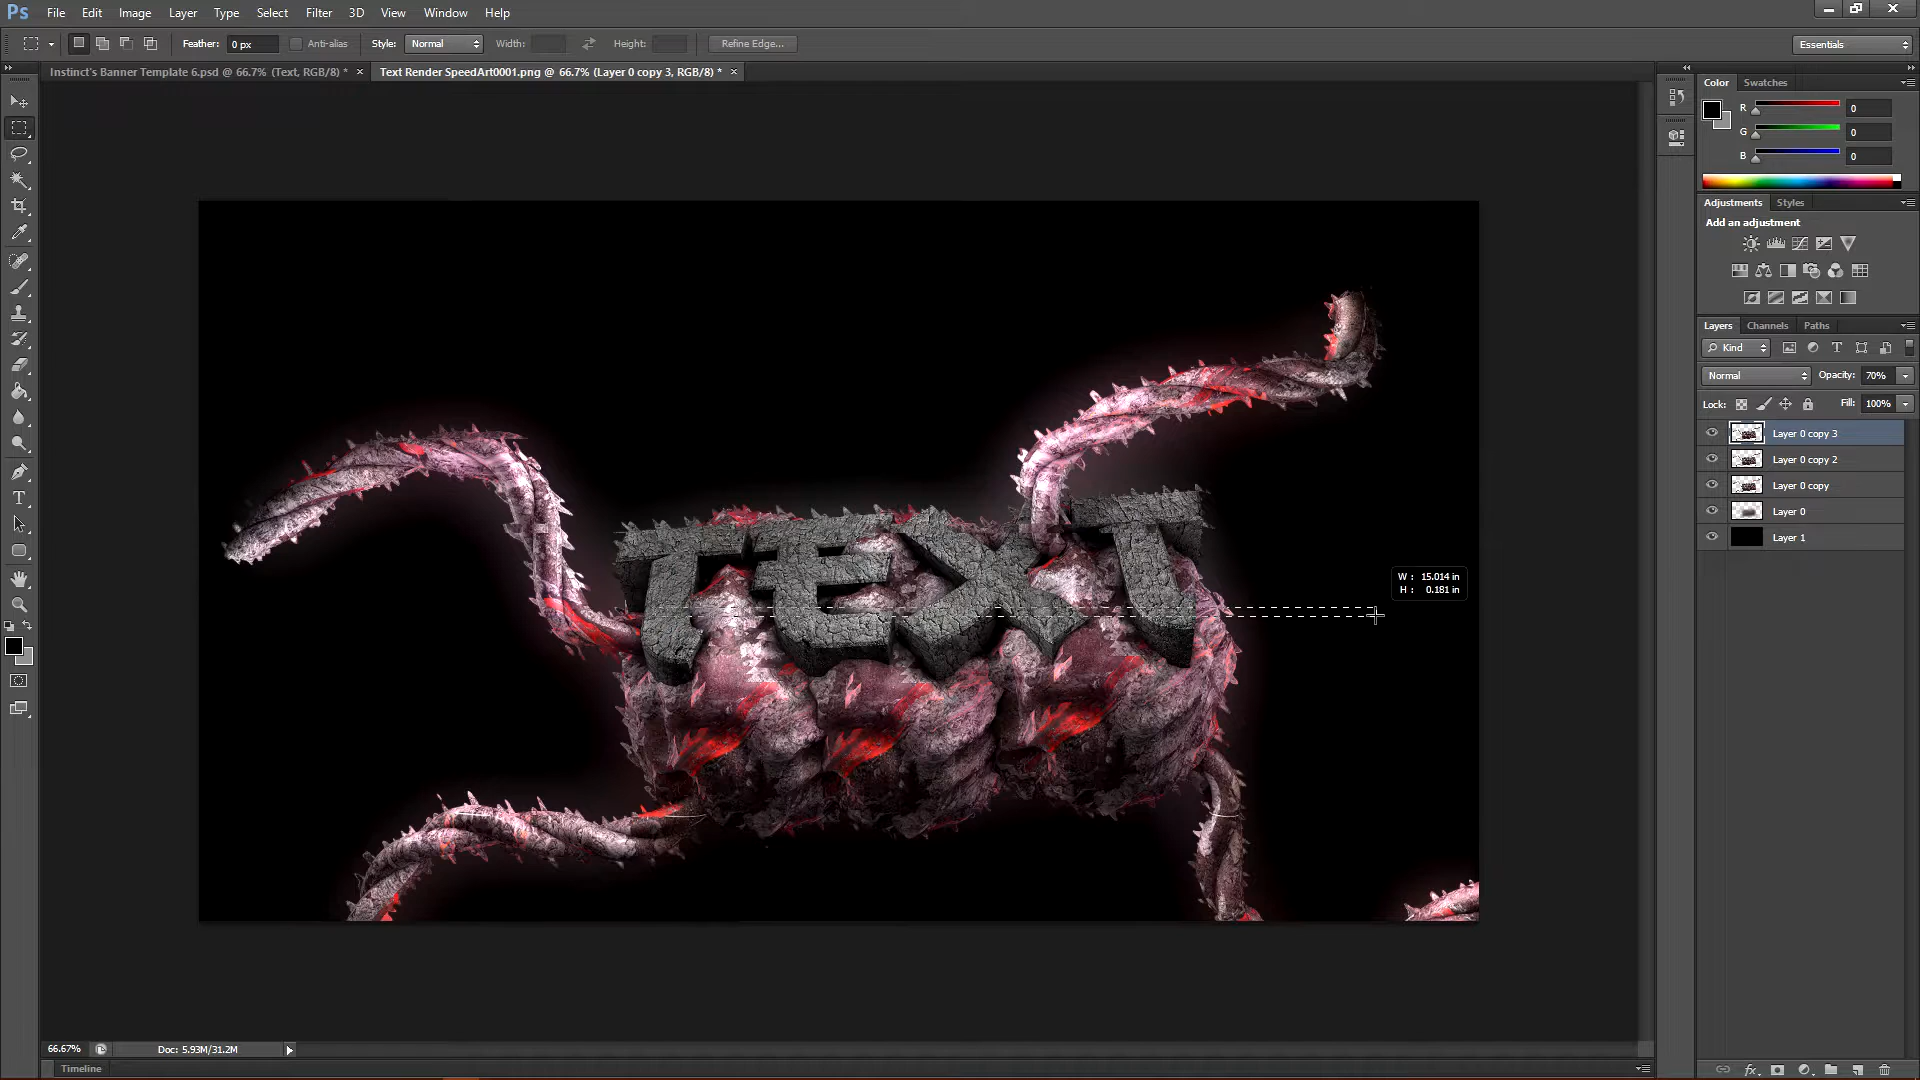 Ps File Edit Image Layer Type Select Filter 3D View Window Help
Feather: 0 px Anti-alias Style: Normal Width: Height: Refine Edge... Essentials
Instinct's Banner Template 6.psd @ 66.7% (Text, RGB/8) * × Text Render SpeedArt0001.png @ 66.7% (Layer 0 copy 3, RGB/8) * ×
Color Swatches
R 0
G 0
B 0
Adjustments Styles
Add an adjustment
Layers Channels Paths
Kind
Normal Opacity: 70%
Lock: Fill: 100%
Layer 0 copy 3
Layer 0 copy 2
Layer 0 copy
Layer 0
Layer 1
TEXT
W : 15.014 in
H : 0.181 in
66.67% Doc: 5.93M/31.2M
Timeline